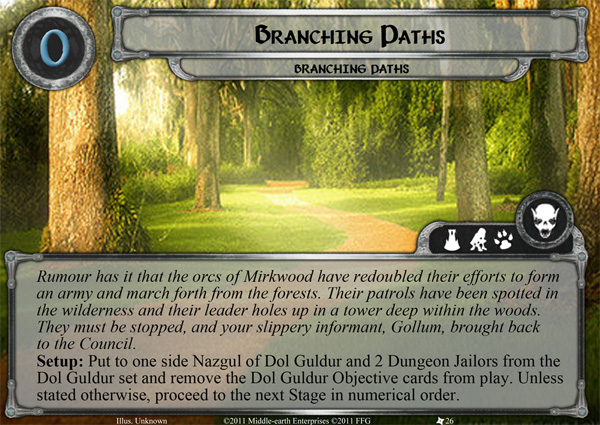 0
BRANCHING PATHS
BRANCHING PATHS
Rumour has it that the orcs of Mirkwood have redoubled their efforts to form
an army and march forth from the forests. Their patrols have been spotted in
the wilderness and their leader holes up in a tower deep within the woods.
They must be stopped, and your slippery informant, Gollum, brought back
to the Council.
Setup: Put to one side Nazgul of Dol Guldur and 2 Dungeon Jailors from the
Dol Guldur set and remove the Dol Guldur Objective cards from play. Unless
stated otherwise, proceed to the next Stage in numerical order.
Illus. Unknown ©2011 Middle-earth Enterprises ©2011 FFG 26